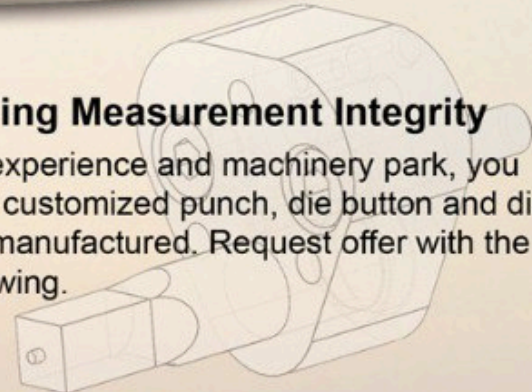 ing Measurement Integrity
experience and machinery park, you
customized punch, die button and di
manufactured. Request offer with the
wing.